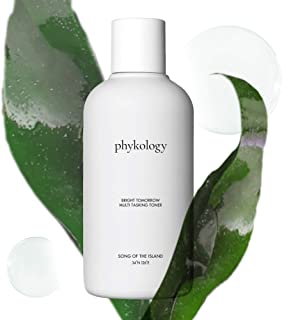 phykology
BRIGHT TOMORROW
MULTI TASKING TONER
SONG OF THE ISLAND